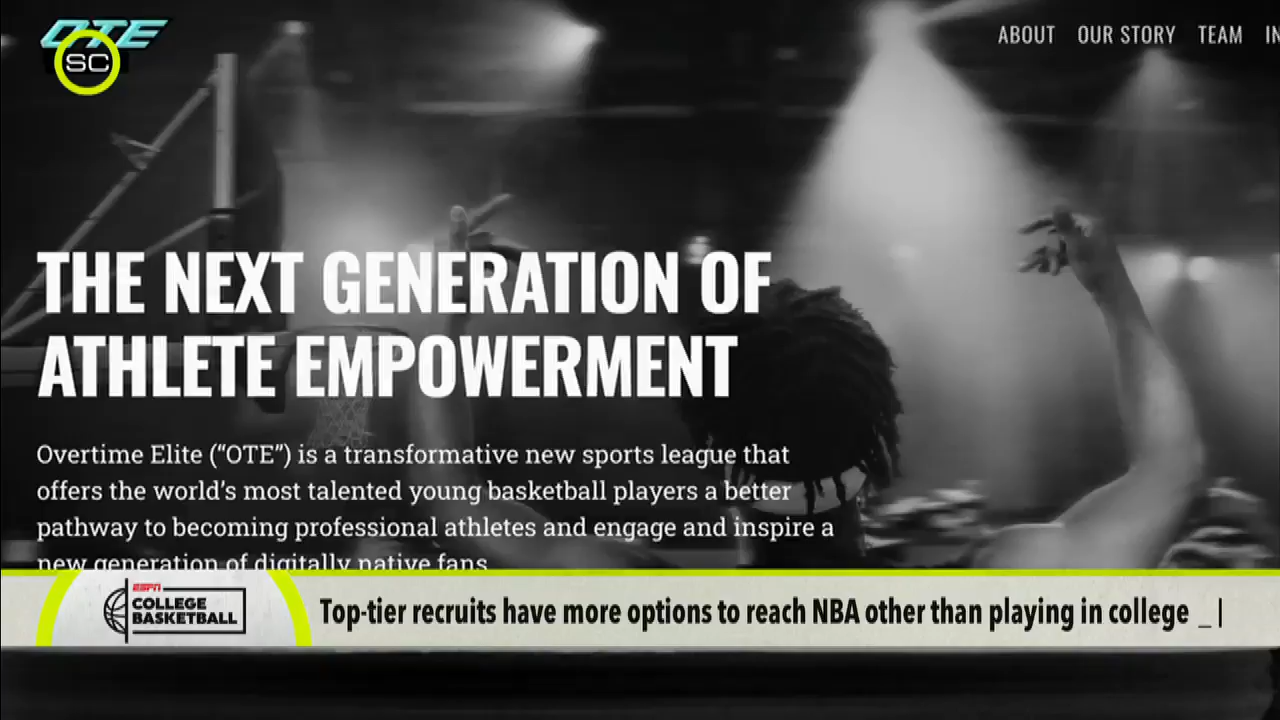 OTE
SC
ABOUT OUR STORY TEAM IN
THE NEXT GENERATION OF
ATHLETE EMPOWERMENT
Overtime Elite (“OTE”) is a transformative new sports league that
offers the world’s most talented young basketball players a better
pathway to becoming professional athletes and engage and inspire a
new generation of digitally native fans
ESPN
COLLEGE
BASKETBALL
Top-tier recruits have more options to reach NBA other than playing in college _ |